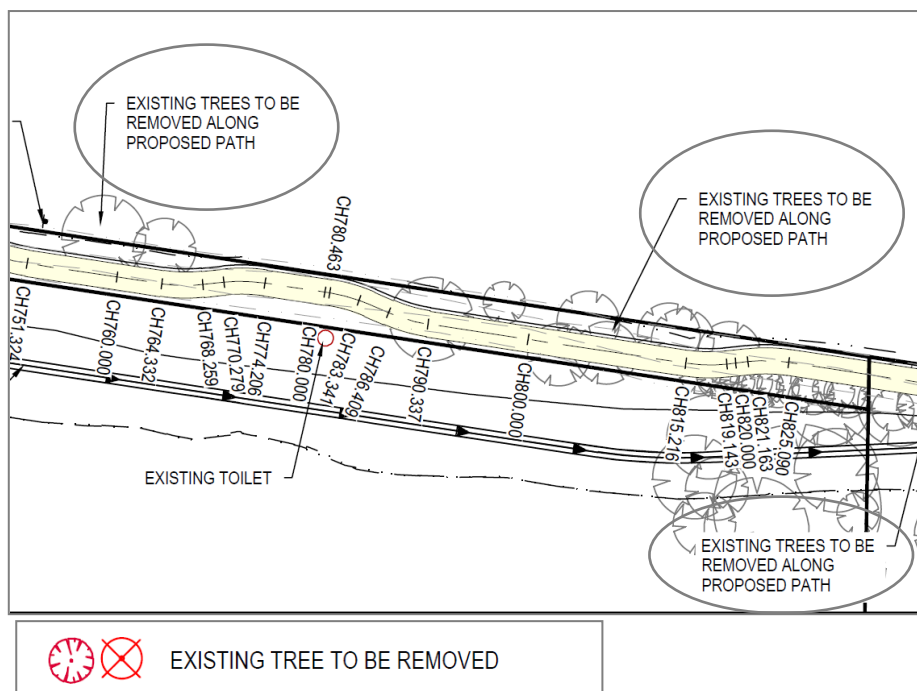 EXISTING TREES TO BE
REMOVED ALONG
PROPOSED PATH
EXISTING TREES TO BE
REMOVED ALONG
PROPOSED PATH
CH780.463
CH751.324
CH760.000
CH764.332
CH768.259
CH770.279
CH774.206
CH780.000
CH783.341
CH786.409
CH790.337
CH800.000
CH815.216
CH819.143
CH820.000
CH821.163
CH825.090
EXISTING TOILET
EXISTING TREES TO BE
REMOVED ALONG
PROPOSED PATH
EXISTING TREE TO BE REMOVED